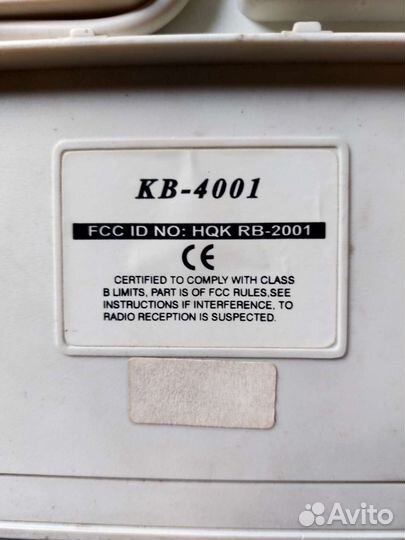 KB-4001
FCC ID NO: HQK RB-2001
CE
CERTIFIED TO COMPLY WITH CLASS
B LIMITS, PART IS OF FCC RULES,SEE
INSTRUCTIONS IF INTERFERENCE, TO
RADIO RECEPTION IS SUSPECTED.
Avito